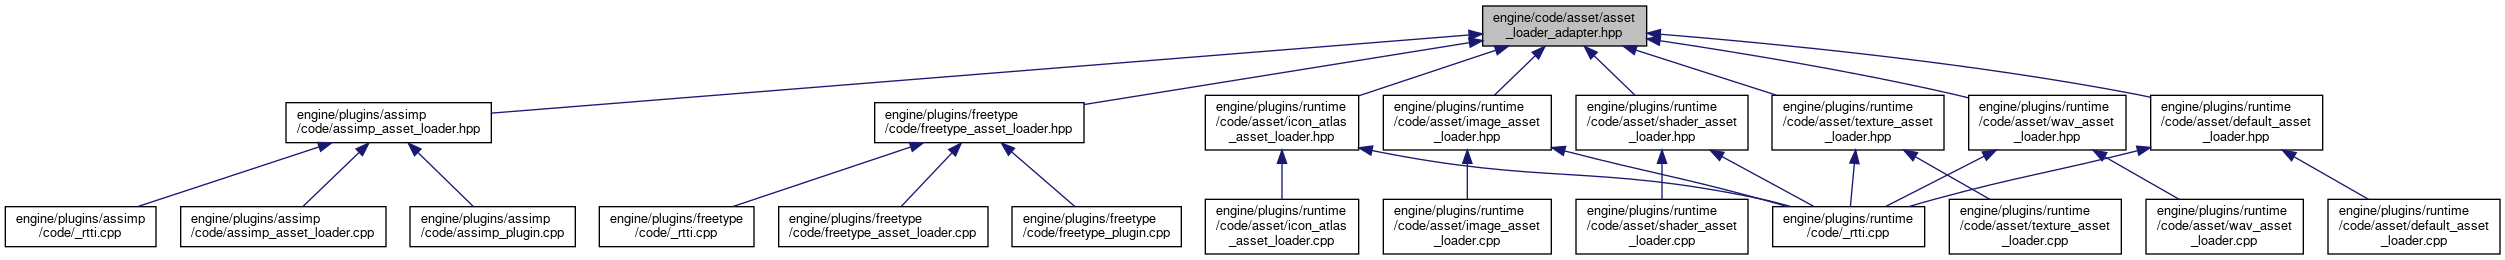 engine/code/asset/asset
_loader_adapter.hpp
engine/plugins/assimp
/code/assimp_asset_loader.hpp
engine/plugins/freetype
/code/freetype_asset_loader.hpp
engine/plugins/runtime
/code/asset/icon_atlas
_asset_loader.hpp
engine/plugins/runtime
/code/asset/image_asset
_loader.hpp
engine/plugins/runtime
/code/asset/shader_asset
_loader.hpp
engine/plugins/runtime
/code/asset/texture_asset
_loader.hpp
engine/plugins/runtime
/code/asset/wav_asset
_loader.hpp
engine/plugins/runtime
/code/asset/default_asset
_loader.hpp
engine/plugins/assimp
/code/_rtti.cpp
engine/plugins/assimp
/code/assimp_asset_loader.cpp
engine/plugins/assimp
/code/assimp_plugin.cpp
engine/plugins/freetype
/code/_rtti.cpp
engine/plugins/freetype
/code/freetype_asset_loader.cpp
engine/plugins/freetype
/code/freetype_plugin.cpp
engine/plugins/runtime
/code/asset/icon_atlas
_asset_loader.cpp
engine/plugins/runtime
/code/asset/image_asset
_loader.cpp
engine/plugins/runtime
/code/asset/shader_asset
_loader.cpp
engine/plugins/runtime
/code/_rtti.cpp
engine/plugins/runtime
/code/asset/texture_asset
_loader.cpp
engine/plugins/runtime
/code/asset/wav_asset
_loader.cpp
engine/plugins/runtime
/code/asset/default_asset
_loader.cpp